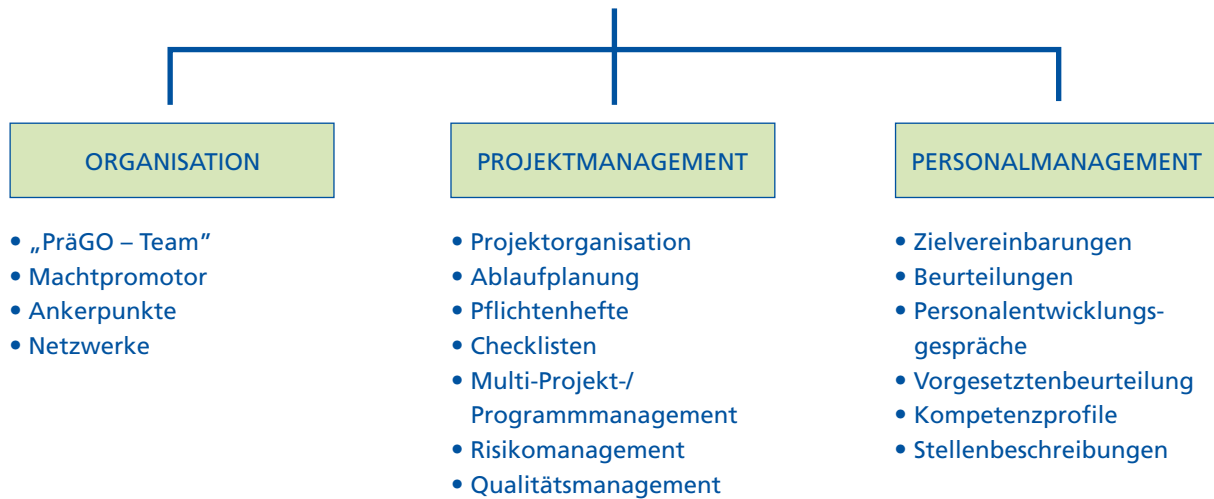 ORGANISATION
• „PräGO – Team”
• Machtpromotor
• Ankerpunkte
• Netzwerke
PROJEKTMANAGEMENT
• Projektorganisation
• Ablaufplanung
• Pflichtenhefte
• Checklisten
• Multi-Projekt-/
Programmmanagement
• Risikomanagement
• Qualitätsmanagement
PERSONALMANAGEMENT
• Zielvereinbarungen
• Beurteilungen
• Personalentwicklungs-
gespräche
• Vorgesetztenbeurteilung
• Kompetenzprofile
• Stellenbeschreibungen